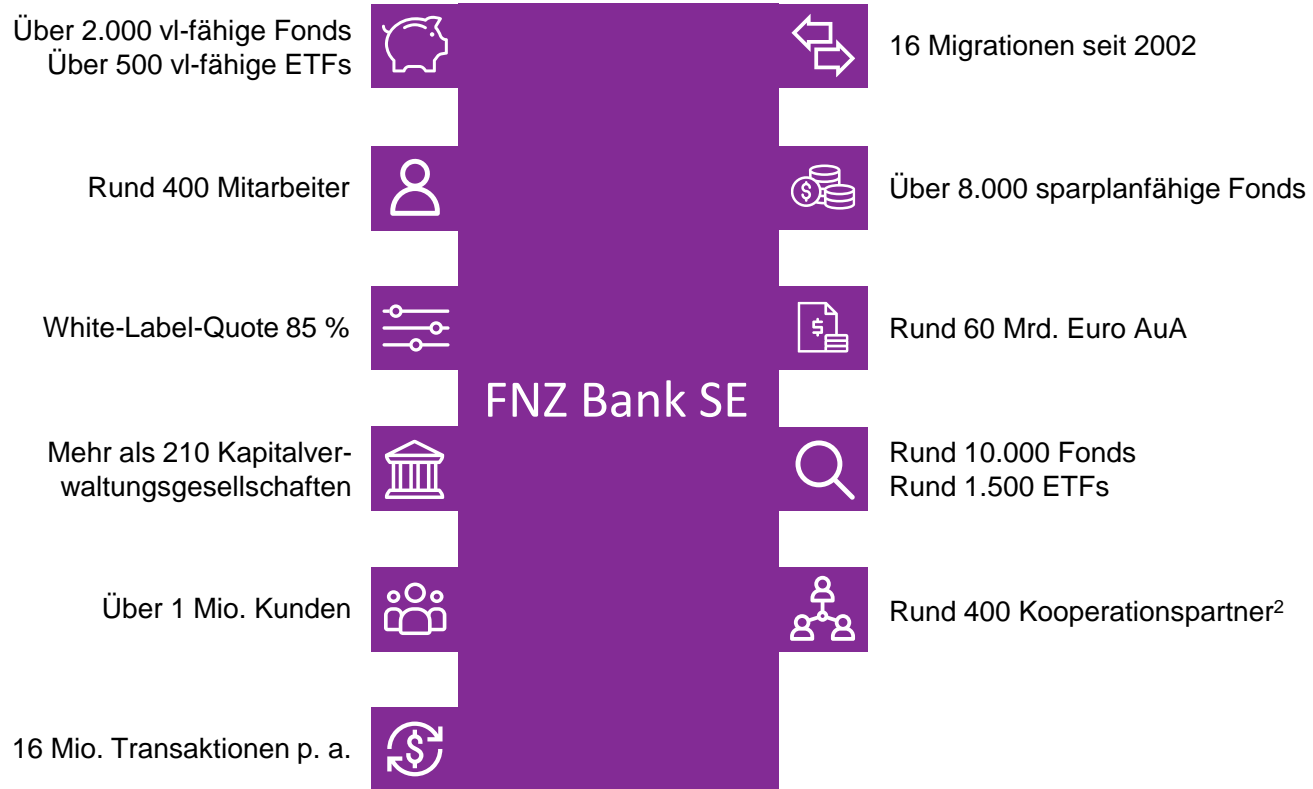 Über 2.000 vl-fähige Fonds
Über 500 vl-fähige ETFs
Rund 400 Mitarbeiter
White-Label-Quote 85 %
Mehr als 210 Kapitalver-
waltungsgesellschaften
Über 1 Mio. Kunden
16 Mio. Transaktionen p. a.
FNZ Bank SE
16 Migrationen seit 2002
Über 8.000 sparplanfähige Fonds
Rund 60 Mrd. Euro AuA
Rund 10.000 Fonds
Rund 1.500 ETFs
Rund 400 Kooperationspartner²